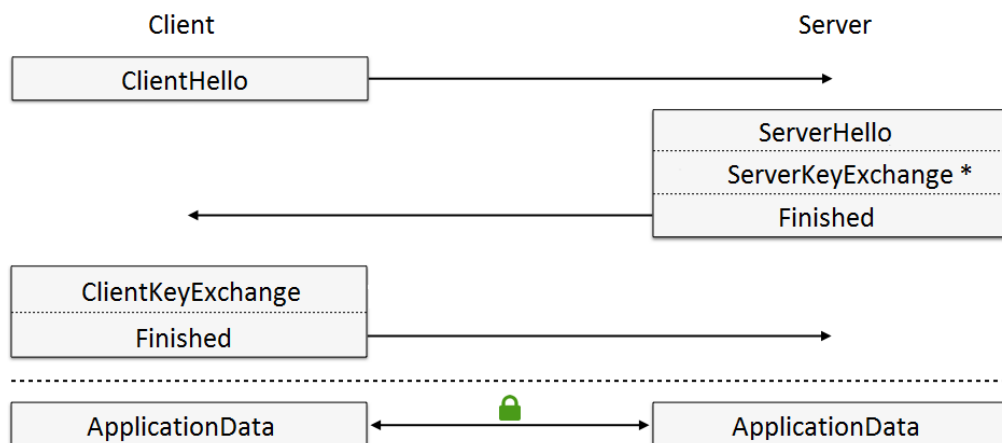 Client
Server
ClientHello
ServerHello
ServerKeyExchange *
Finished
ClientKeyExchange
Finished
ApplicationData
ApplicationData